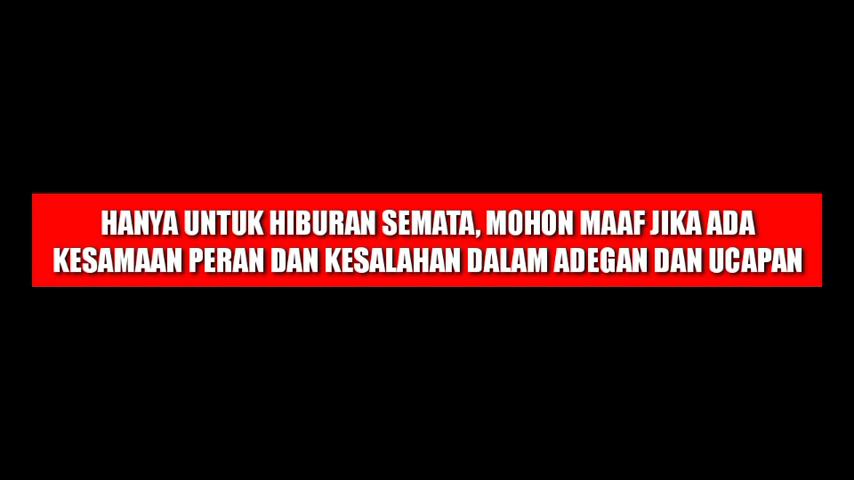 HANYA UNTUK HIBURAN SEMATA, MOHON MAAF JIKA ADA
KESAMAAN PERAN DAN KESALAHAN DALAM ADEGAN DAN UCAPAN